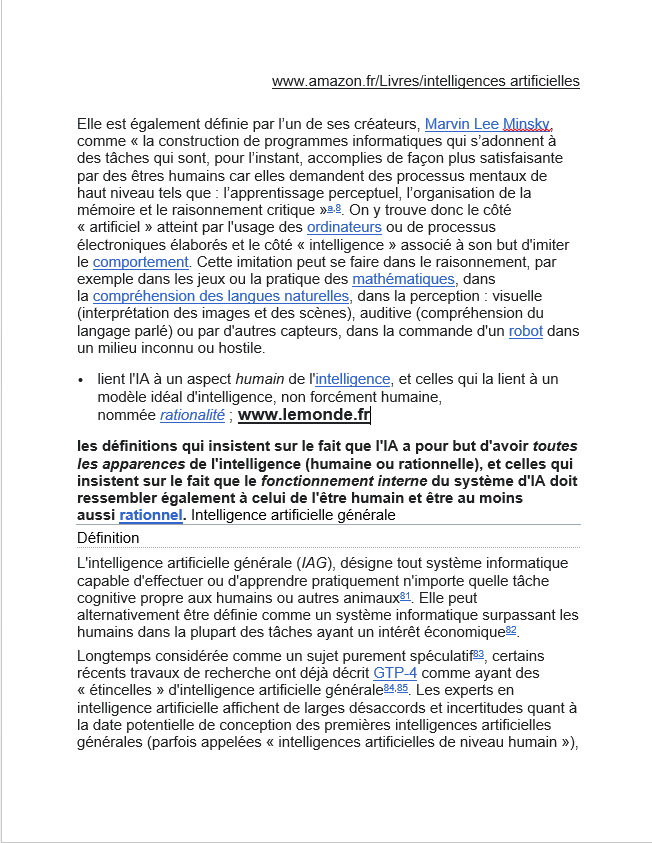 www.amazon.fr/Livres/intelligences artificielles
Elle est également définie par l’un de ses créateurs, Marvin Lee Minsky,
comme « la construction de programmes informatiques qui s’adonnent à
des tâches qui sont, pour l’instant, accomplies de façon plus satisfaisante
par des êtres humains car elles demandent des processus mentaux de
haut niveau tels que : l’apprentissage perceptuel, l’organisation de la
mémoire et le raisonnement critique »a,8. On y trouve donc le côté
« artificiel » atteint par l'usage des ordinateurs ou de processus
électroniques élaborés et le côté « intelligence » associé à son but d'imiter
le comportement. Cette imitation peut se faire dans le raisonnement, par
exemple dans les jeux ou la pratique des mathématiques, dans
la compréhension des langues naturelles, dans la perception : visuelle
(interprétation des images et des scènes), auditive (compréhension du
langage parlé) ou par d'autres capteurs, dans la commande d'un robot dans
un milieu inconnu ou hostile.
• lient l'IA à un aspect humain de l'intelligence, et celles qui la lient à un
modèle idéal d'intelligence, non forcément humaine,
nommée rationalité ; www.lemonde.fr
les définitions qui insistent sur le fait que l'IA a pour but d'avoir toutes
les apparences de l'intelligence (humaine ou rationnelle), et celles qui
insistent sur le fait que le fonctionnement interne du système d'IA doit
ressembler également à celui de l'être humain et être au moins
aussi rationnel. Intelligence artificielle générale
Définition
L'intelligence artificielle générale (IAG), désigne tout système informatique
capable d'effectuer ou d'apprendre pratiquement n'importe quelle tâche
cognitive propre aux humains ou autres animaux81. Elle peut
alternativement être définie comme un système informatique surpassant les
humains dans la plupart des tâches ayant un intérêt économique82.
Longtemps considérée comme un sujet purement spéculatif83, certains
récents travaux de recherche ont déjà décrit GTP-4 comme ayant des
« étincelles » d'intelligence artificielle générale84,85. Les experts en
intelligence artificielle affichent de larges désaccords et incertitudes quant à
la date potentielle de conception des premières intelligences artificielles
générales (parfois appelées « intelligences artificielles de niveau humain »),